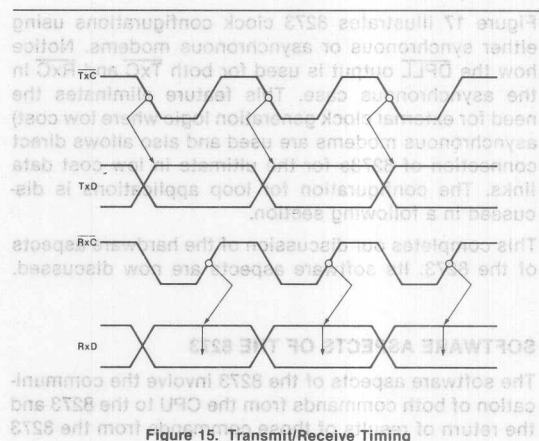 Figure 17 illustrates 8273 clock configurations using
either synchronous or asynchronous modems. Notice
how the DPLL output is used for both TxC and RxC in
the asynchronous case. This feature eliminates the
need for external clock generation logic where low cost
asynchronous modems are used and also allows direct
connection of 8273s for the ultimate in low cost data
links. The configuration for loop applications is dis-
cussed in a following section.
This completes our discussion of the hardware aspects
of the 8273. Its software aspects are now discussed.
SOFTWARE ASPECTS OF THE 8273
The software aspects of the 8273 involve the communi-
cation of both commands from the CPU to the 8273 and
the return of results of those commands from the 8273
TxC
TxD
RxC
RxD
Figure 15. Transmit/Receive Timing